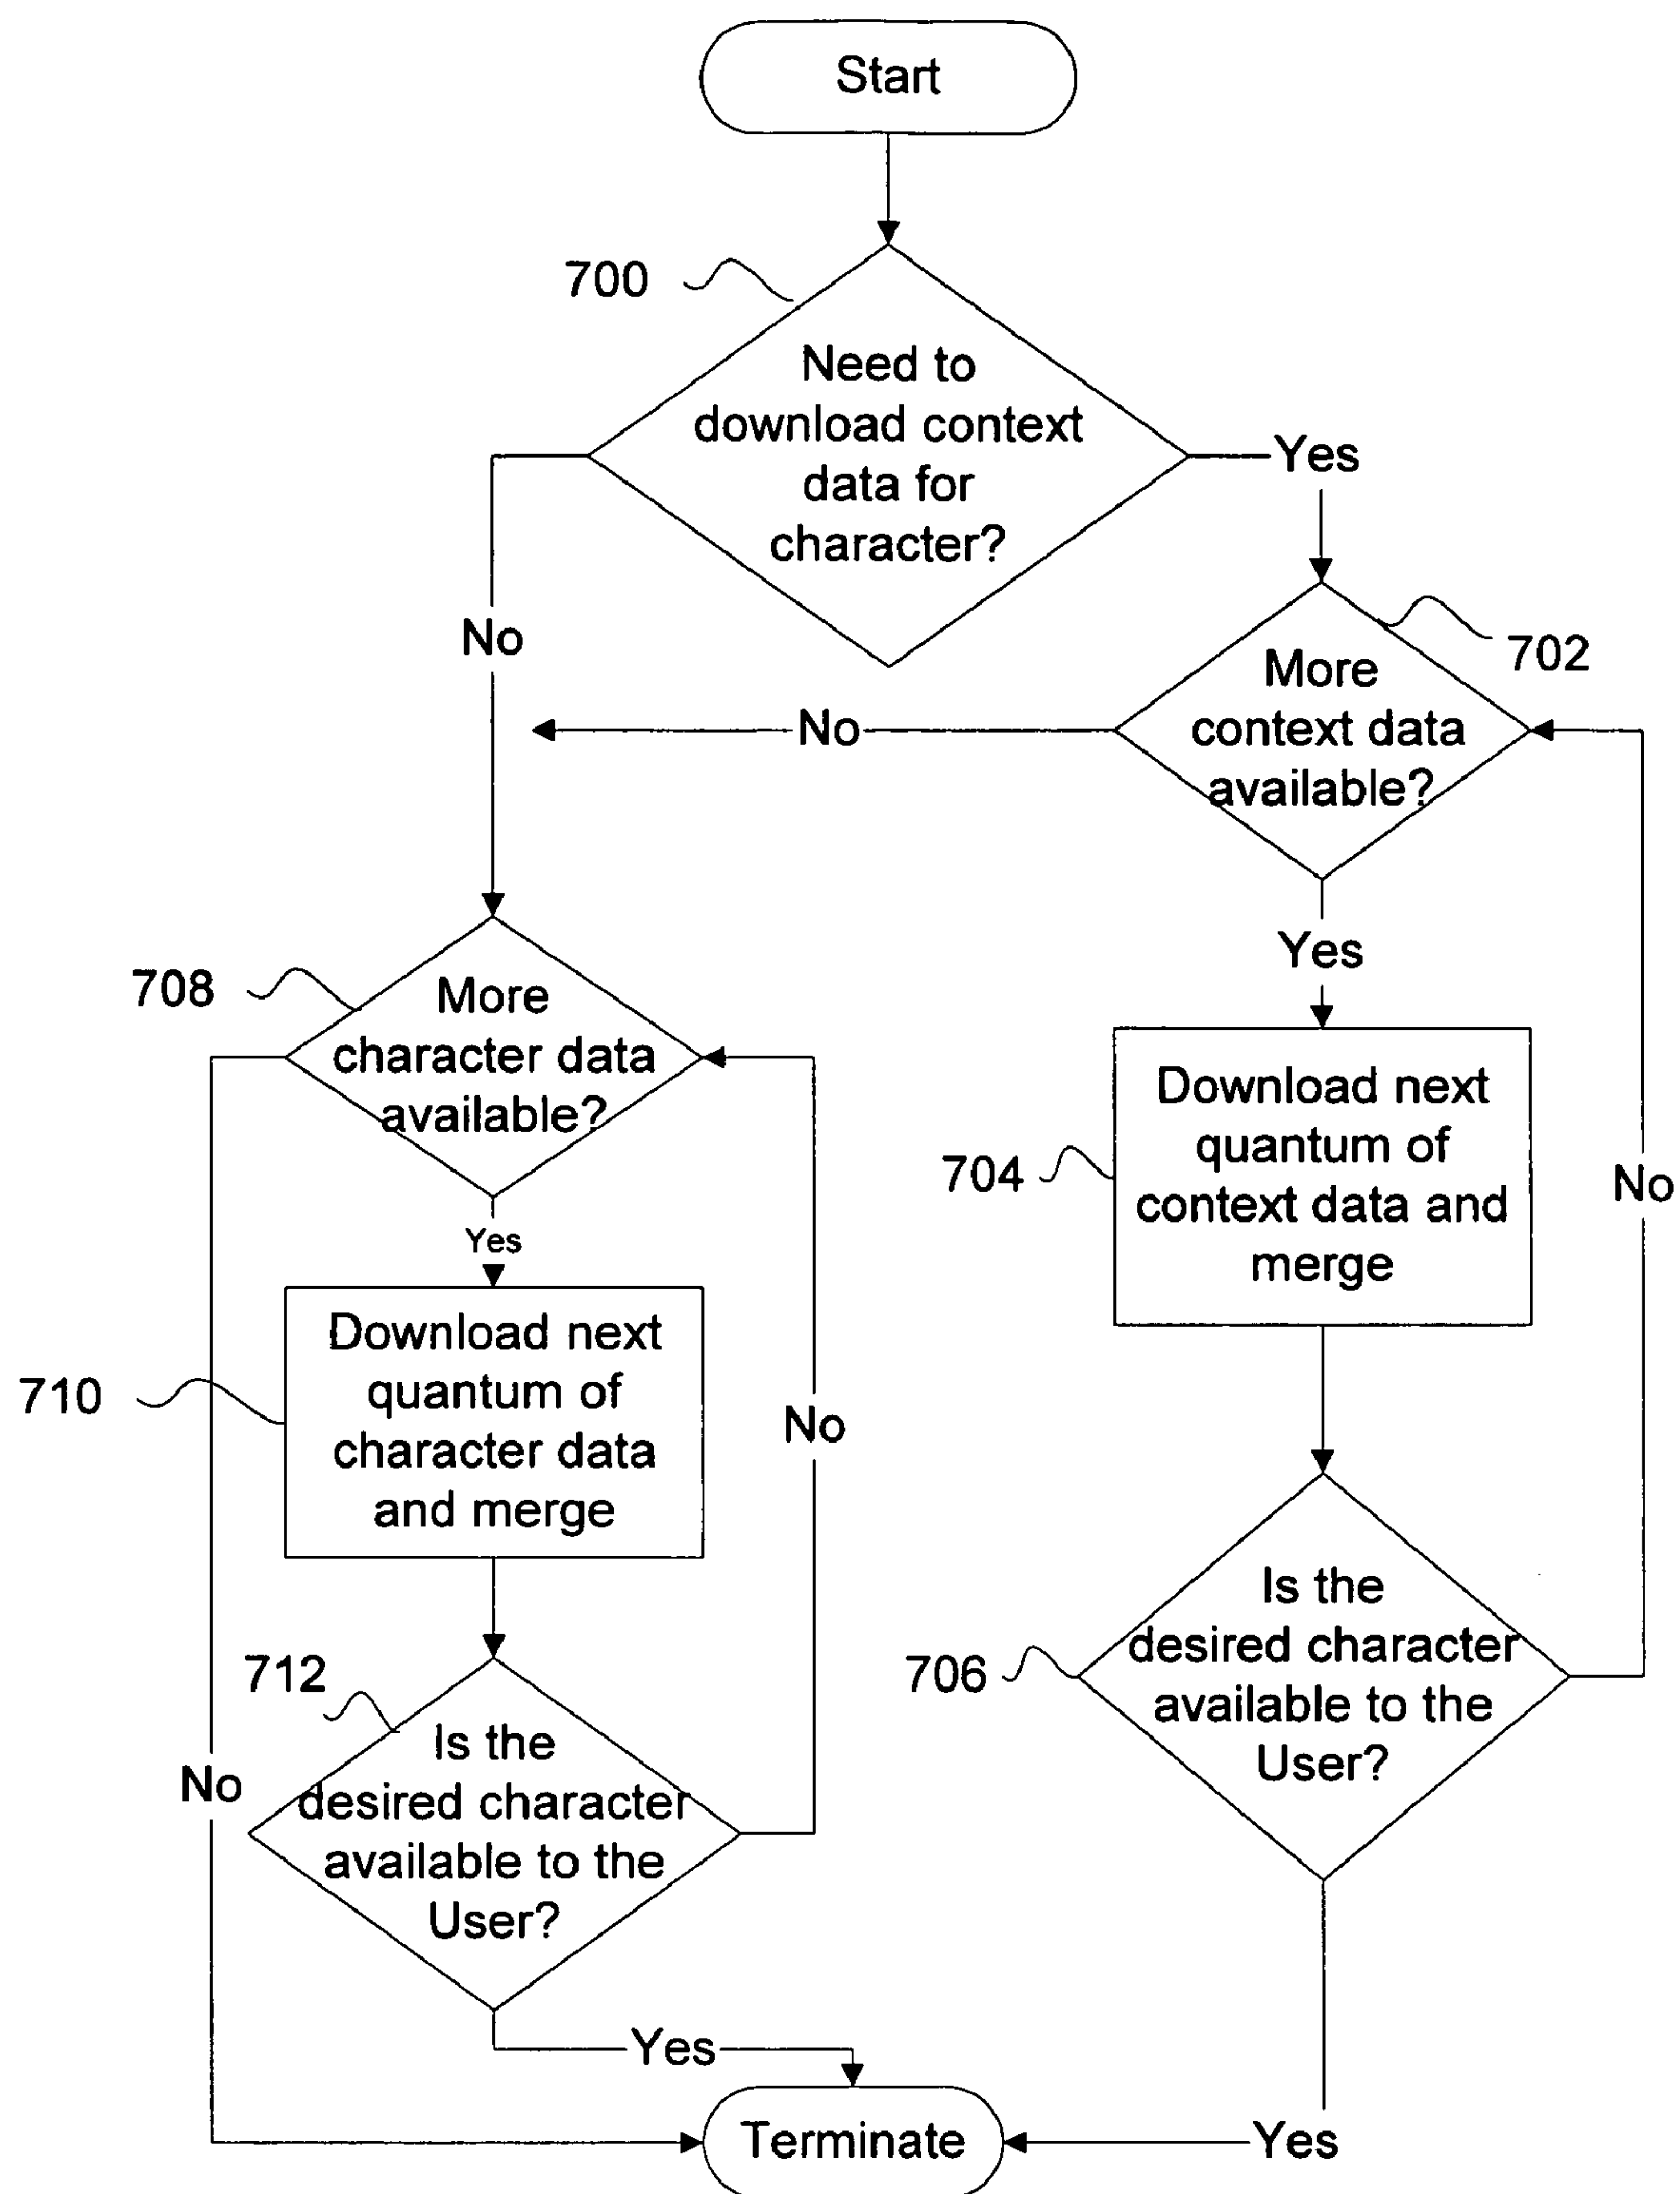 Start
700
Need to
download context
data for
character?
Yes
No
702
More
context data
available?
No
Yes
708
More
character data
available?
704
Download next
quantum of
context data and
merge
No
Yes
710
Download next
quantum of
character data
and merge
No
712
Is the
desired character
available to the
User?
706
Is the
desired character
available to the
User?
No
Yes
Terminate
Yes